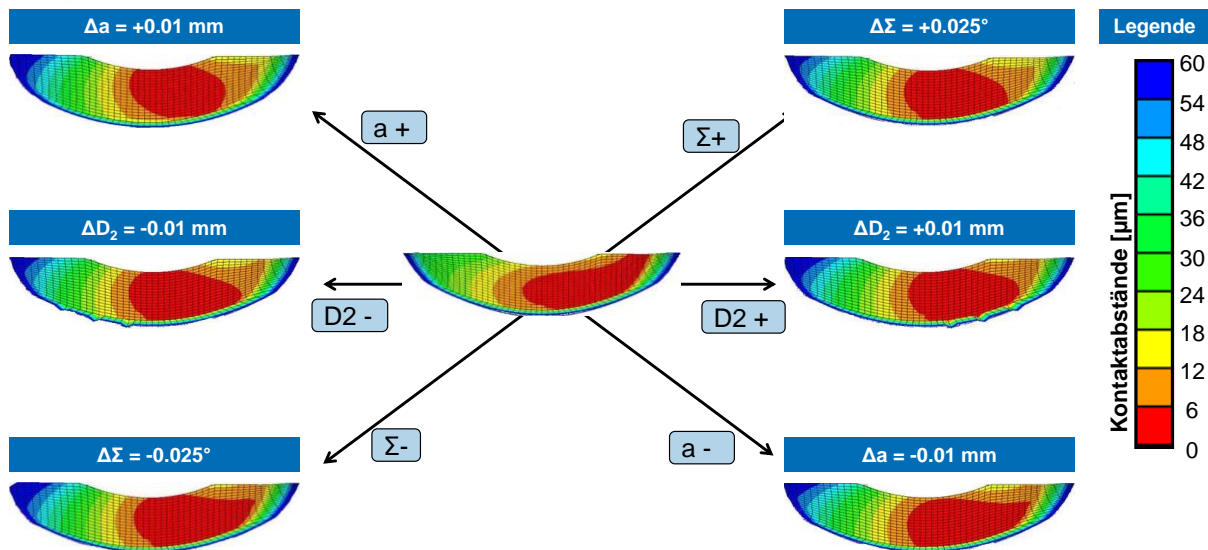 Δa = +0.01 mm
ΔΣ = +0.025°
Legende
a +
Σ+
ΔD₂ = -0.01 mm
ΔD₂ = +0.01 mm
D2 -
D2 +
Σ-
a -
ΔΣ = -0.025°
Δa = -0.01 mm
Kontaktabstände [µm]
60
54
48
42
36
30
24
18
12
6
0